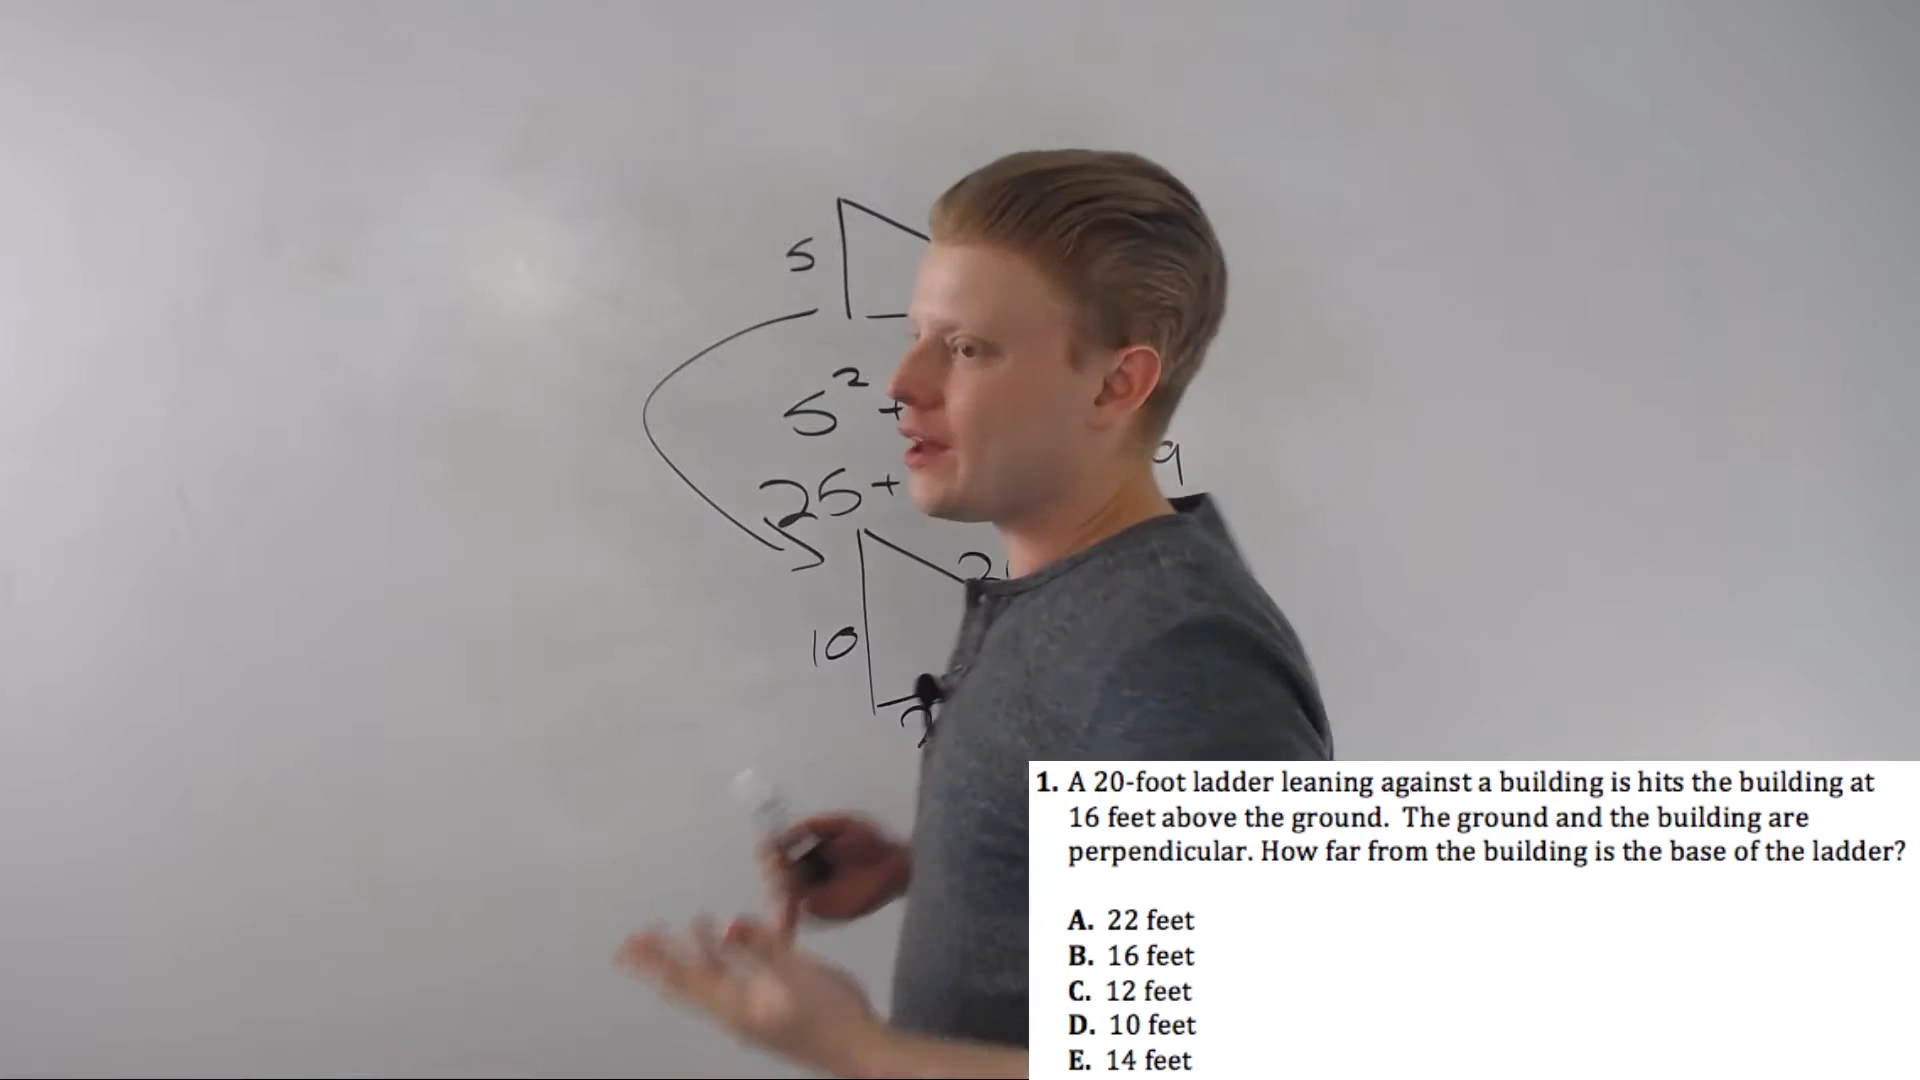 5
5² +
9
25 +
10
1. A 20-foot ladder leaning against a building is hits the building at
16 feet above the ground. The ground and the building are
perpendicular. How far from the building is the base of the ladder?
A. 22 feet
B. 16 feet
C. 12 feet
D. 10 feet
E. 14 feet